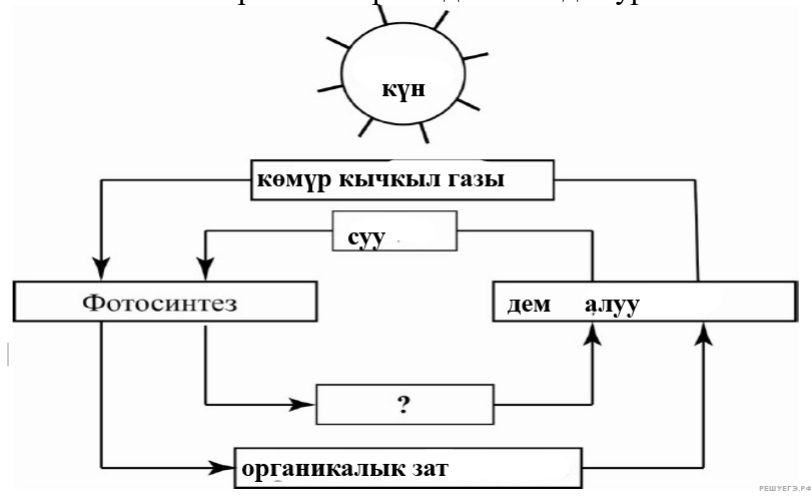 күн
көмүр кычкыл газы
суу
Фотосинтез
дем алуу
?
органикалык зат
РЕШУЕГЭ.РФ